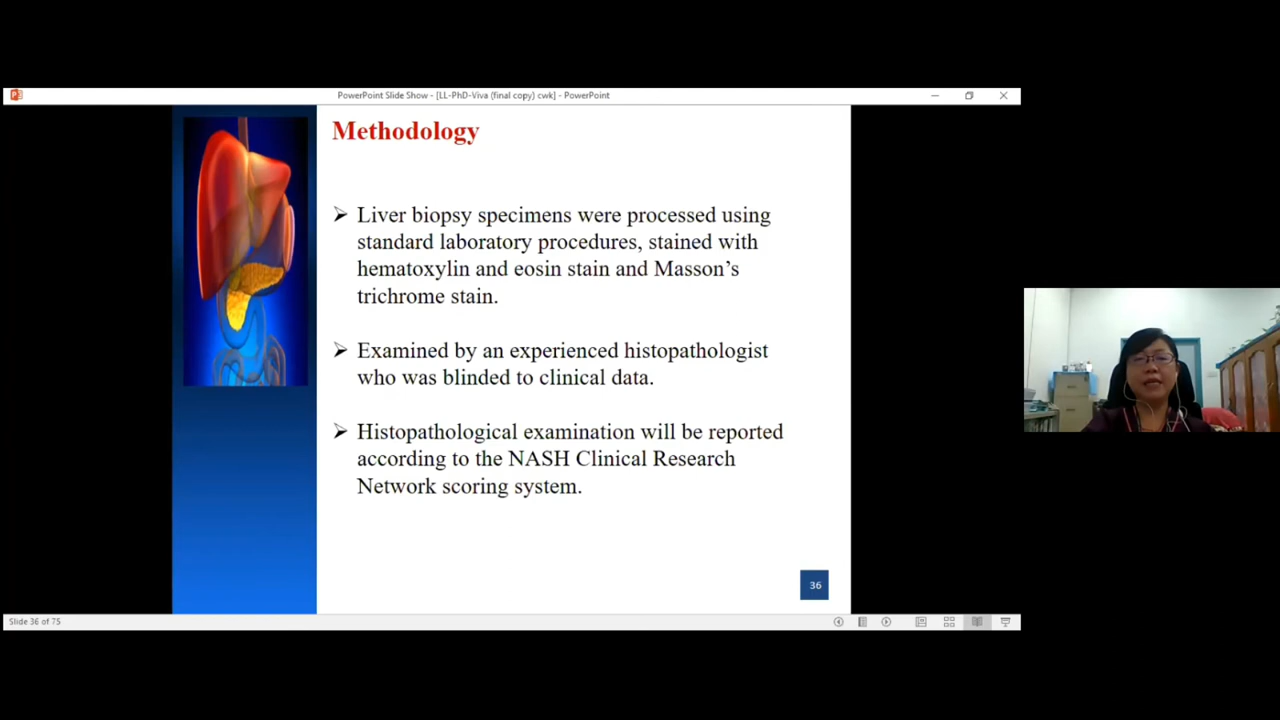 PowerPoint Slide Show - [LL-PhD-Viva (final copy) cwk] - PowerPoint
Methodology
➢ Liver biopsy specimens were processed using
standard laboratory procedures, stained with
hematoxylin and eosin stain and Masson’s
trichrome stain.
➢ Examined by an experienced histopathologist
who was blinded to clinical data.
➢ Histopathological examination will be reported
according to the NASH Clinical Research
Network scoring system.
36
Slide 36 of 75